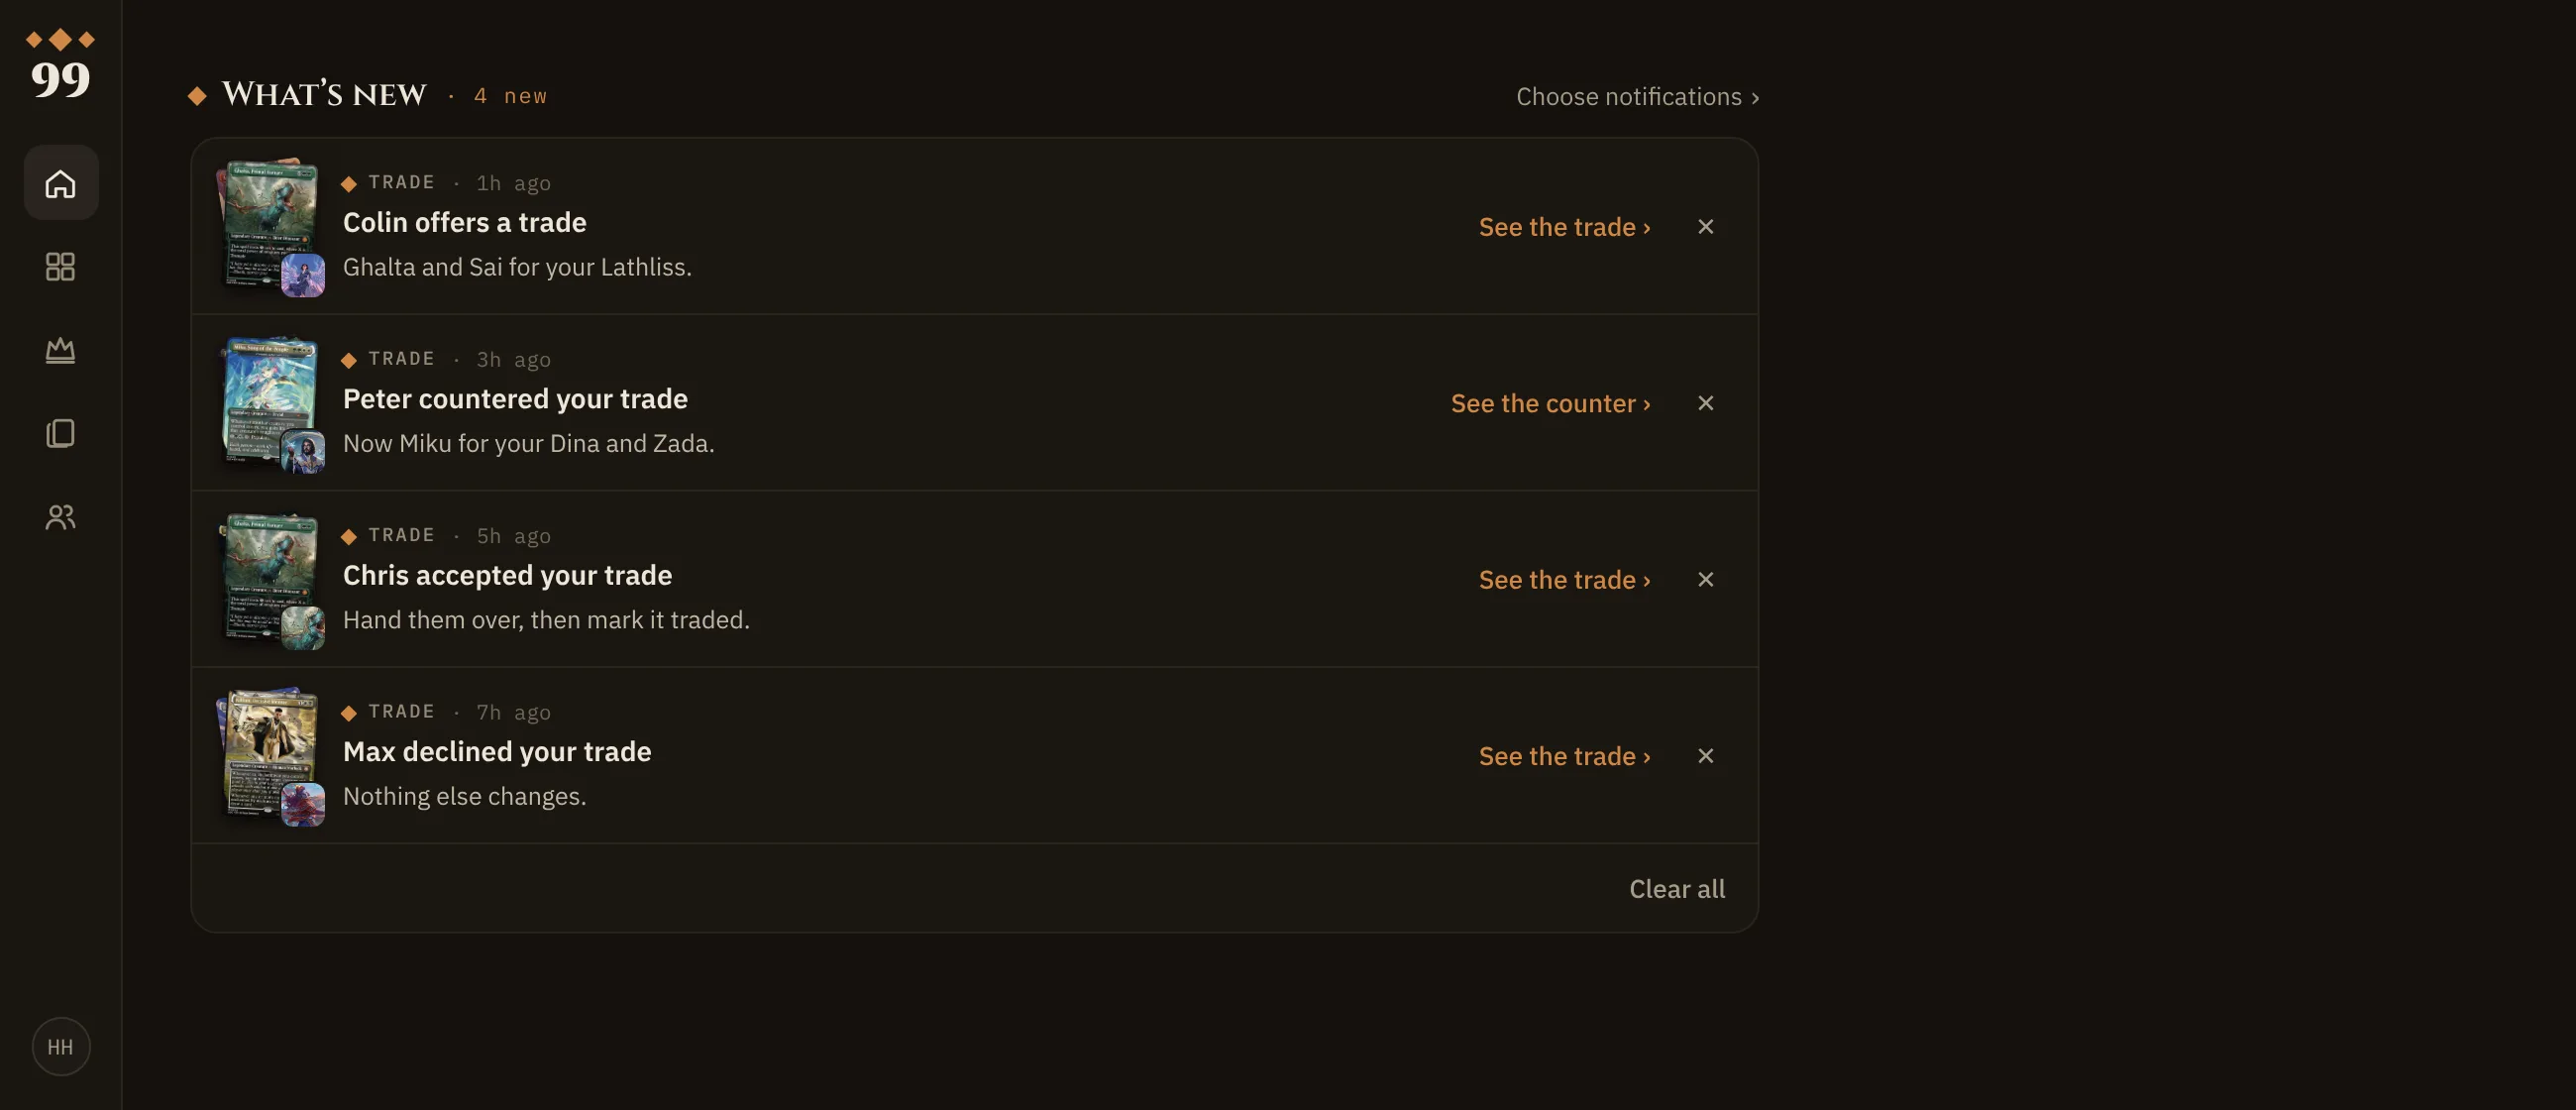 99
WHAT'S NEW · 4 new
Choose notifications ›
TRADE · 1h ago
Colin offers a trade
Ghalta and Sai for your Lathliss.
See the trade ›
TRADE · 3h ago
Peter countered your trade
Now Miku for your Dina and Zada.
See the counter ›
TRADE · 5h ago
Chris accepted your trade
Hand them over, then mark it traded.
See the trade ›
TRADE · 7h ago
Max declined your trade
Nothing else changes.
See the trade ›
Clear all
HH